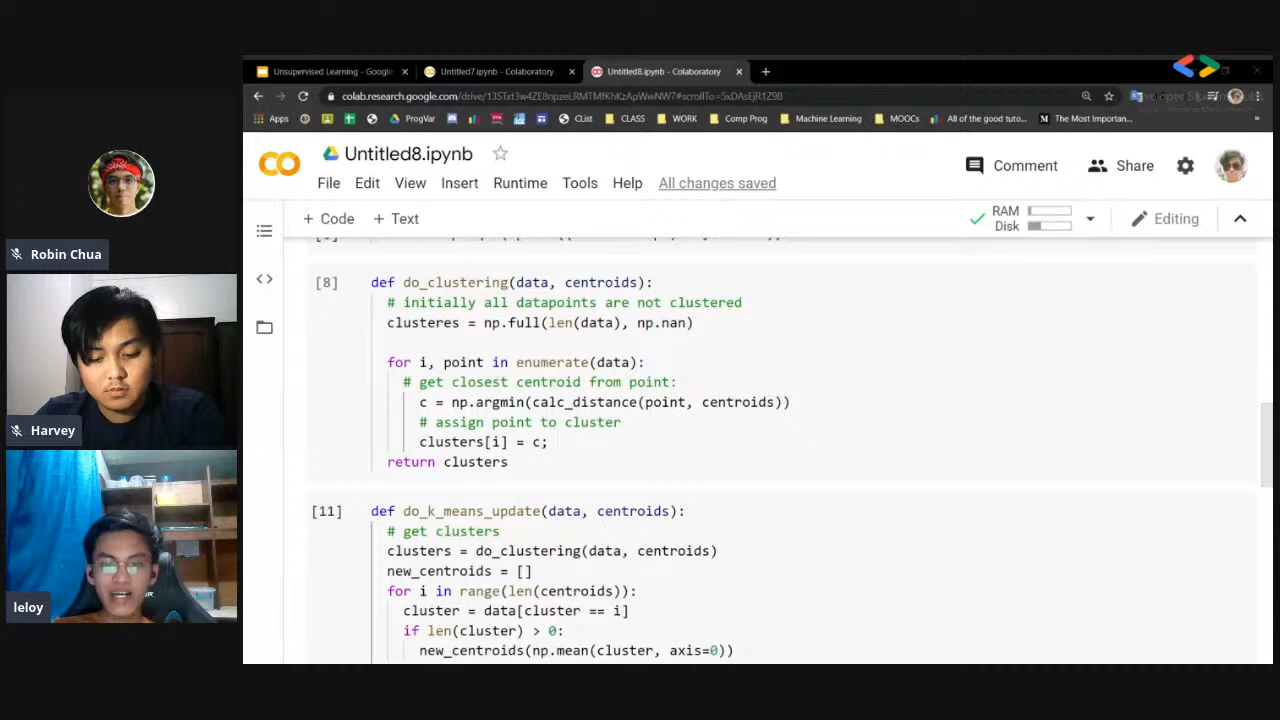 Unsupervised Learning - Google
Untitled7.ipynb - Colaboratory
Untitled8.ipynb - Colaboratory
Apps
ProgVar
CList
CLASS
WORK
Comp Prog
Machine Learning
MOOCs
All of the good tuto...
The Most Importan...
Untitled8.ipynb
File Edit View Insert Runtime Tools Help All changes saved
Comment
Share
+ Code + Text
RAM
Disk
Editing
[8]
def do_clustering(data, centroids):
# initially all datapoints are not clustered
clusteres = np.full(len(data), np.nan)
for i, point in enumerate(data):
# get closest centroid from point:
c = np.argmin(calc_distance(point, centroids))
# assign point to cluster
clusters[i] = c;
return clusters
[11]
def do_k_means_update(data, centroids):
# get clusters
clusters = do_clustering(data, centroids)
new_centroids = []
for i in range(len(centroids)):
cluster = data[cluster == i]
if len(cluster) > 0:
new_centroids(np.mean(cluster, axis=0))
Robin Chua
Harvey
leloy